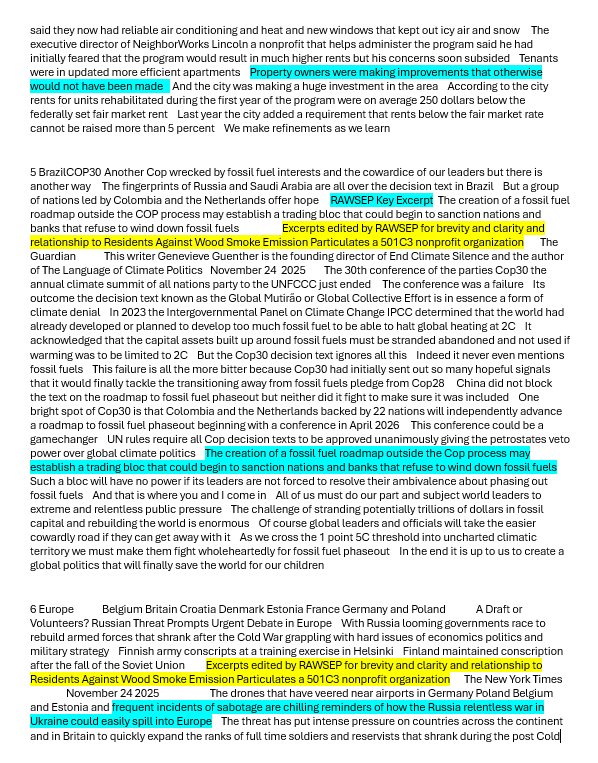 said they now had reliable air conditioning and heat and new windows that kept out icy air and snow    The
executive director of NeighborWorks Lincoln a nonprofit that helps administer the program said he had
initially feared that the program would result in much higher rents but his concerns soon subsided    Tenants
were in updated more efficient apartments    Property owners were making improvements that otherwise
would not have been made    And the city was making a huge investment in the area    According to the city
rents for units rehabilitated during the first year of the program were on average 250 dollars below the
federally set fair market rent    Last year the city added a requirement that rents below the fair market rate
cannot be raised more than 5 percent    We make refinements as we learn
5 BrazilCOP30 Another Cop wrecked by fossil fuel interests and the cowardice of our leaders but there is
another way    The fingerprints of Russia and Saudi Arabia are all over the decision text in Brazil    But a group
of nations led by Colombia and the Netherlands offer hope    RAWSEP Key Excerpt  The creation of a fossil fuel
roadmap outside the COP process may establish a trading bloc that could begin to sanction nations and
banks that refuse to wind down fossil fuels    Excerpts edited by RAWSEP for brevity and clarity and
relationship to Residents Against Wood Smoke Emission Particulates a 501C3 nonprofit organization    The
Guardian    This writer Genevieve Guenther is the founding director of End Climate Silence and the author
of The Language of Climate Politics    November 24  2025    The 30th conference of the parties Cop30 the
annual climate summit of all nations party to the UNFCCC just ended    The conference was a failure    Its
outcome the decision text known as the Global Mutirão or Global Collective Effort is in essence a form of
climate denial    In 2023 the Intergovernmental Panel on Climate Change IPCC determined that the world had
already developed or planned to develop too much fossil fuel to be able to halt global heating at 2C    It
acknowledged that the capital assets built up around fossil fuels must be stranded abandoned and not used if
warming was to be limited to 2C    But the Cop30 decision text ignores all this    Indeed it never even mentions
fossil fuels    This failure is all the more bitter because Cop30 had initially sent out so many hopeful signals
that it would finally tackle the transitioning away from fossil fuels pledge from Cop28    China did not block
the text on the roadmap to fossil fuel phaseout but neither did it fight to make sure it was included    One
bright spot of Cop30 is that Colombia and the Netherlands backed by 22 nations will independently advance
a roadmap to fossil fuel phaseout beginning with a conference in April 2026    This conference could be a
gamechanger    UN rules require all Cop decision texts to be approved unanimously giving the petrostates veto
power over global climate politics    The creation of a fossil fuel roadmap outside the Cop process may
establish a trading bloc that could begin to sanction nations and banks that refuse to wind down fossil fuels
Such a bloc will have no power if its leaders are not forced to resolve their ambivalence about phasing out
fossil fuels    And that is where you and I come in    All of us must do our part and subject world leaders to
extreme and relentless public pressure    The challenge of stranding potentially trillions of dollars in fossil
capital and rebuilding the world is enormous    Of course global leaders and officials will take the easier
cowardly road if they can get away with it    As we cross the 1 point 5C threshold into uncharted climatic
territory we must make them fight wholeheartedly for fossil fuel phaseout    In the end it is up to us to create a
global politics that will finally save the world for our children
6 Europe    Belgium Britain Croatia Denmark Estonia France Germany and Poland    A Draft or
Volunteers? Russian Threat Prompts Urgent Debate in Europe    With Russia looming governments race to
rebuild armed forces that shrank after the Cold War grappling with hard issues of economics politics and
military strategy    Finnish army conscripts at a training exercise in Helsinki    Finland maintained conscription
after the fall of the Soviet Union    Excerpts edited by RAWSEP for brevity and clarity and relationship to
Residents Against Wood Smoke Emission Particulates a 501C3 nonprofit organization    The New York Times
November 24 2025    The drones that have veered near airports in Germany Poland Belgium
and Estonia and frequent incidents of sabotage are chilling reminders of how the Russia relentless war in
Ukraine could easily spill into Europe    The threat has put intense pressure on countries across the continent
and in Britain to quickly expand the ranks of full time soldiers and reservists that shrank during the post Cold